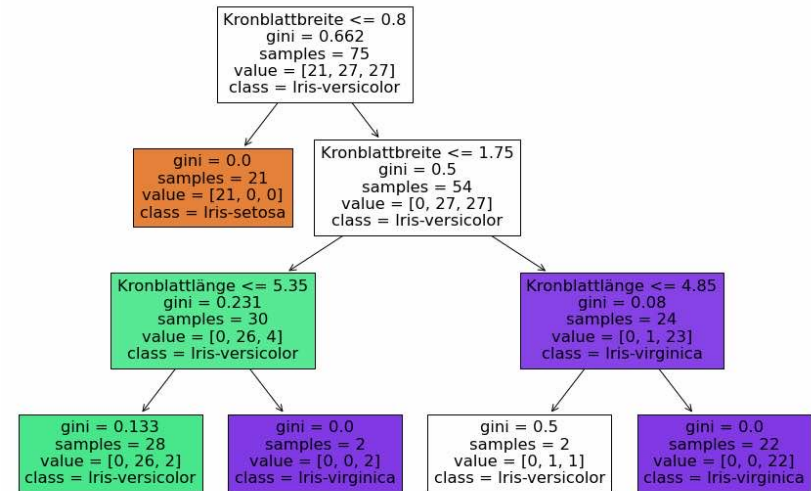 Kronblattbreite <= 0.8
gini = 0.662
samples = 75
value = [21, 27, 27]
class = Iris-versicolor
gini = 0.0
samples = 21
value = [21, 0, 0]
class = Iris-setosa
Kronblattbreite <= 1.75
gini = 0.5
samples = 54
value = [0, 27, 27]
class = Iris-versicolor
Kronblattlänge <= 5.35
gini = 0.231
samples = 30
value = [0, 26, 4]
class = Iris-versicolor
Kronblattlänge <= 4.85
gini = 0.08
samples = 24
value = [0, 1, 23]
class = Iris-virginica
gini = 0.133
samples = 28
value = [0, 26, 2]
class = Iris-versicolor
gini = 0.0
samples = 2
value = [0, 0, 2]
class = Iris-virginica
gini = 0.5
samples = 2
value = [0, 1, 1]
class = Iris-versicolor
gini = 0.0
samples = 22
value = [0, 0, 22]
class = Iris-virginica